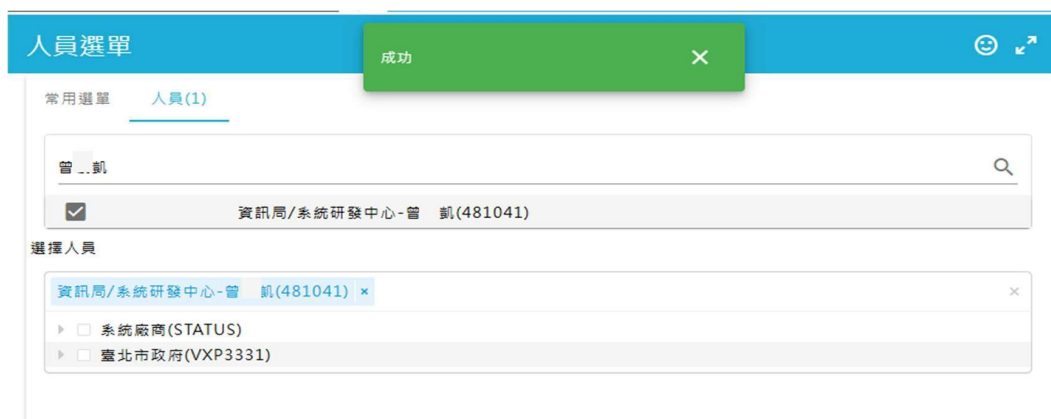 人員選單
成功 ×
常用選單 人員(1)
曾 凱
資訊局/系統研發中心-曾 凱(481041)
選擇人員
資訊局/系統研發中心-曾 凱(481041) × ×
系統廠商(STATUS)
臺北市政府(VXP3331)